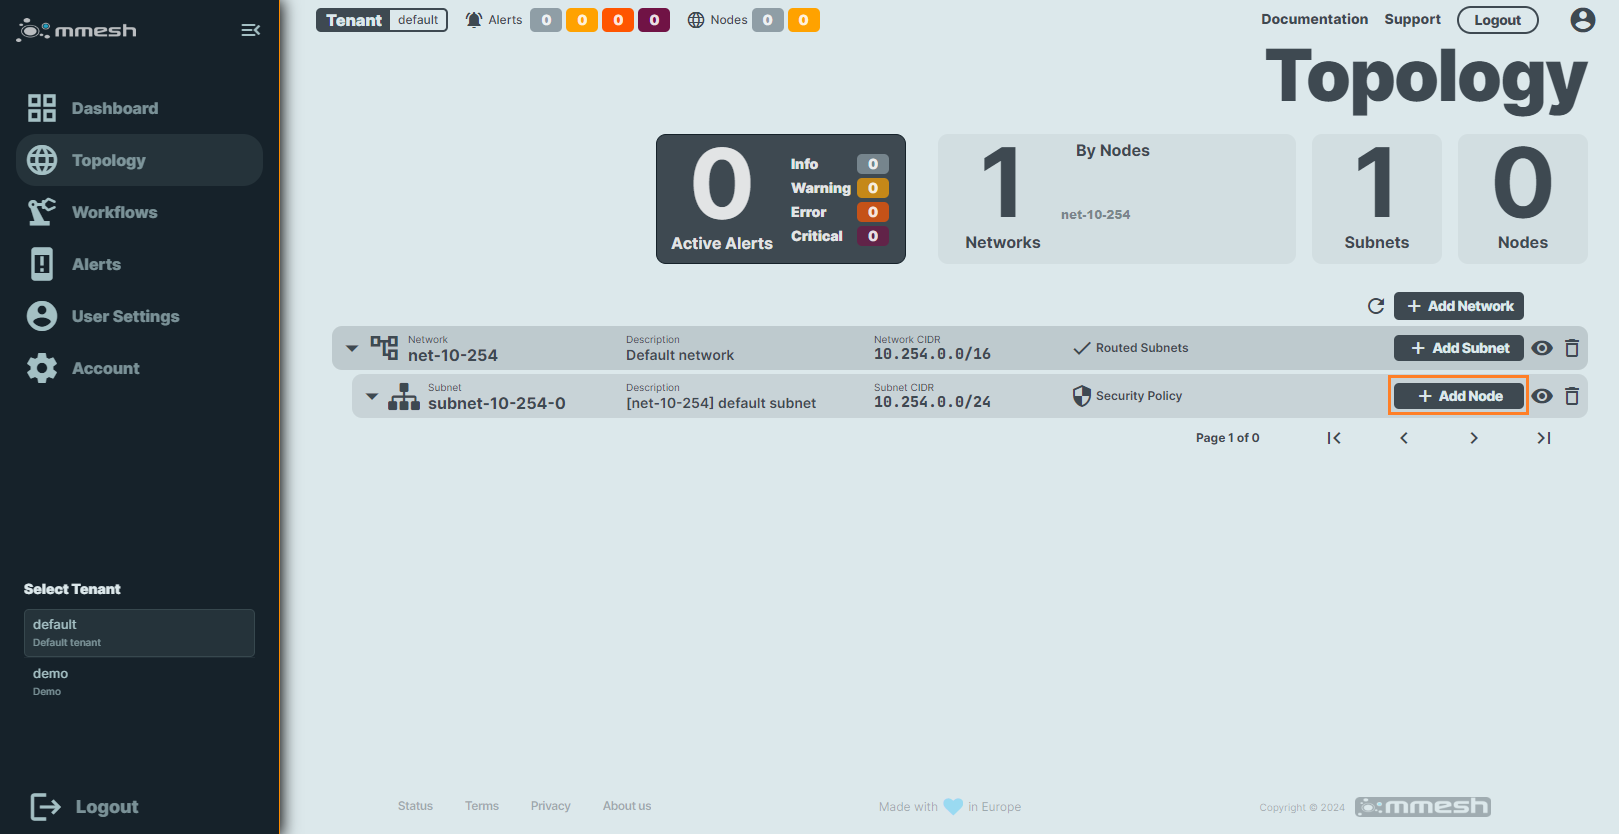 mmesh
Tenant default Alerts 0 0 0 0 Nodes 0 0
Documentation Support Logout
Topology
Dashboard
Topology
Workflows
Alerts
User Settings
Account
0
Active Alerts
Info 0
Warning 0
Error 0
Critical 0
1
Networks
By Nodes
net-10-254
1
Subnets
0
Nodes
+ Add Network
Network
net-10-254
Description
Default network
Network CIDR
10.254.0.0/16
Routed Subnets
+ Add Subnet
Subnet
subnet-10-254-0
Description
[net-10-254] default subnet
Subnet CIDR
10.254.0.0/24
Security Policy
+ Add Node
Page 1 of 0
Select Tenant
default
Default tenant
demo
Demo
Logout
Status Terms Privacy About us
Made with in Europe
Copyright © 2024 mmesh